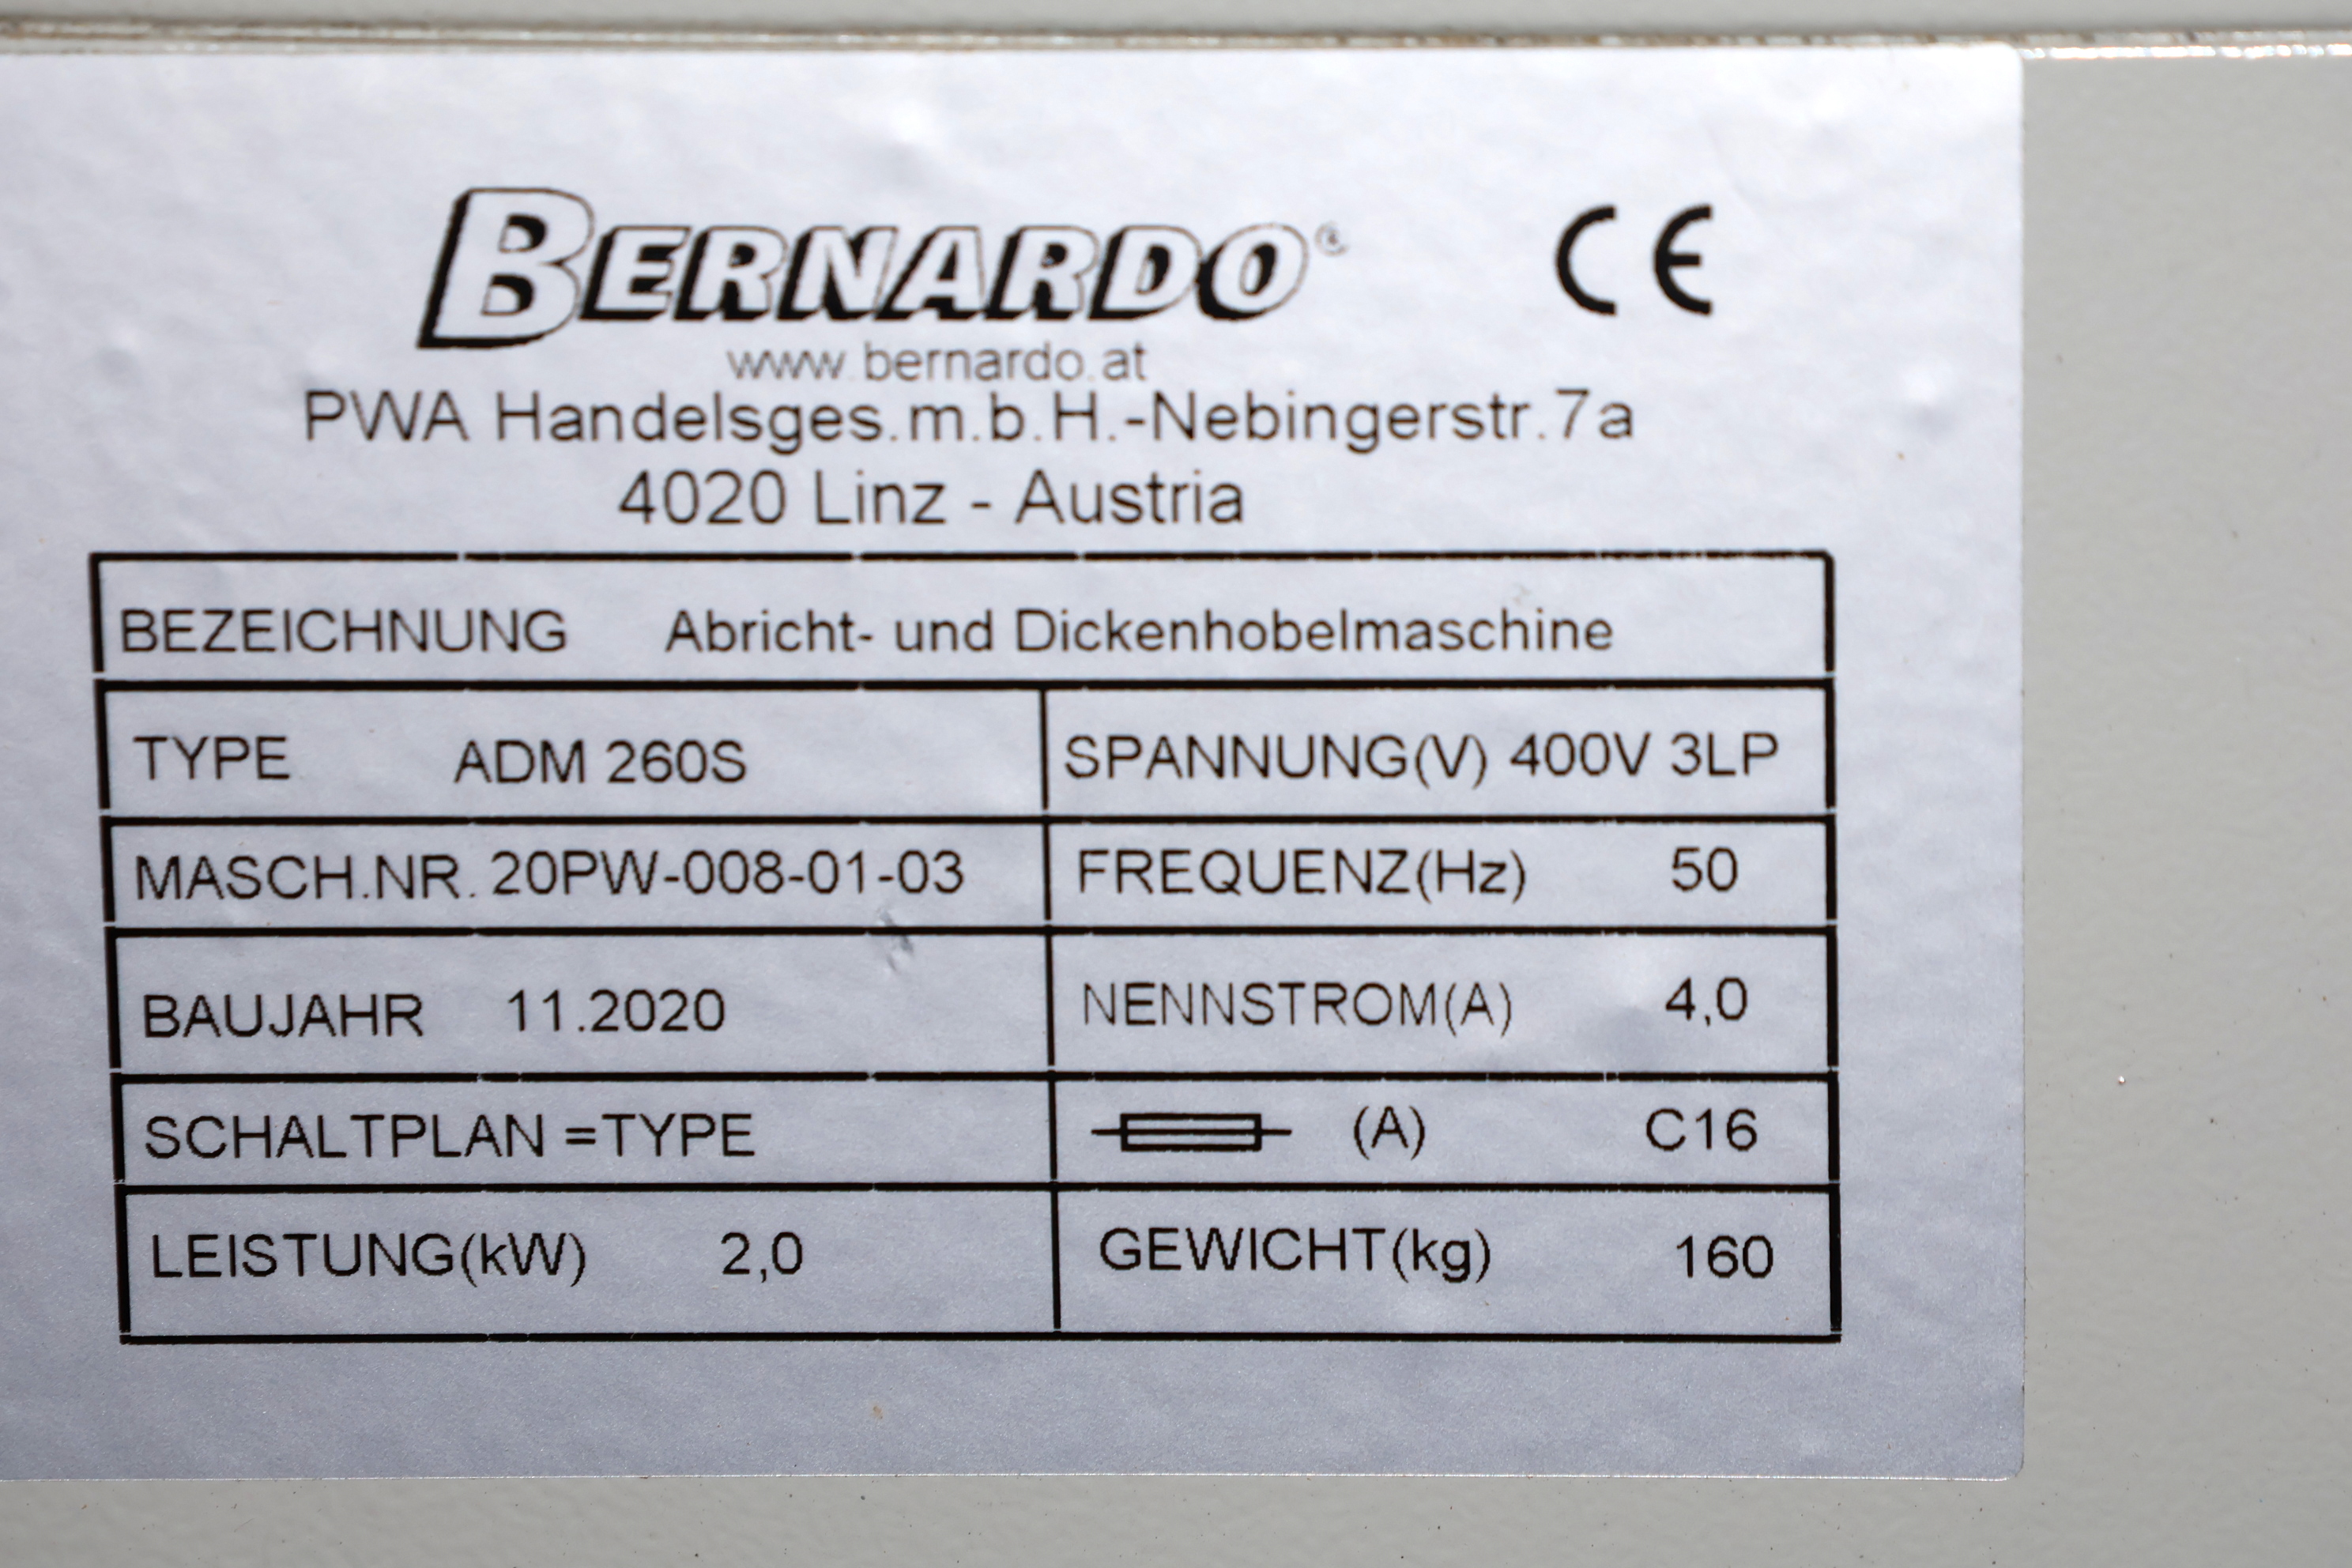 BERNARDO®
CE
www.bernardo.at
PWA Handelsges.m.b.H.-Nebingerstr.7a
4020 Linz - Austria
BEZEICHNUNG Abricht- und Dickenhobelmaschine
TYPE ADM 260S SPANNUNG(V) 400V 3LP
MASCH.NR. 20PW-008-01-03 FREQUENZ(Hz) 50
BAUJAHR 11.2020 NENNSTROM(A) 4,0
SCHALTPLAN =TYPE (A) C16
LEISTUNG(kW) 2,0 GEWICHT(kg) 160